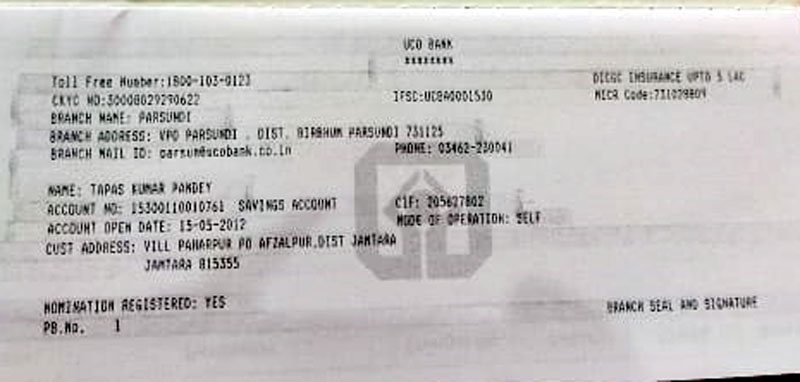 UCO BANK
********
Toll Free Number:1800-103-0123 DICGC INSURANCE UPTO 5 LAC
CKYC NO:30008029290622 IFSC:UCBA0001530 MICR Code:731029809
BRANCH NAME: PARSUNDI
BRANCH ADDRESS: VPO PARSUNDI , DIST. BIRBHUM PARSUNDI 731125
BRANCH MAIL ID: parsun@ucobank.co.in PHONE: 03462-230041
NAME: TAPAS KUMAR PANDEY
ACCOUNT NO: 15300110010761 SAVINGS ACCOUNT CIF: 205627802
ACCOUNT OPEN DATE: 15-05-2012 MODE OF OPERATION: SELF
CUST ADDRESS: VILL PAHARPUR PO AFZALPUR,DIST JAMTARA
JAMTARA 815355
NOMINATION REGISTERED: YES BRANCH SEAL AND SIGNATURE
PB.No. 1